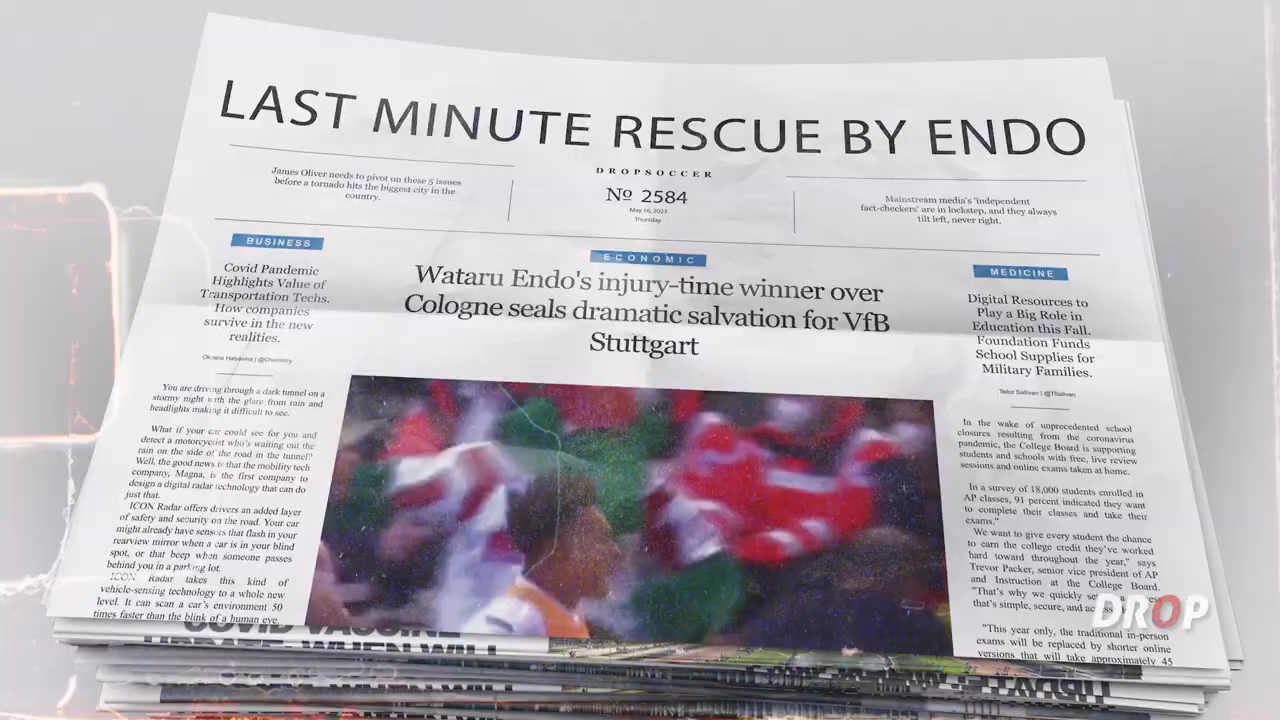 LAST MINUTE RESCUE BY ENDO
James Oliver needs to pivot on these 5 issues
before a tornado hits the biggest city in the
country.
DROPSOCCER
№ 2584
May 16, 2023
Thursday
Mainstream media's 'independent
fact-checkers' are in lockstep, and they always
tilt left, never right.
BUSINESS
Covid Pandemic
Highlights Value of
Transportation Techs.
How companies
survive in the new
realities.
ECONOMIC
Wataru Endo's injury-time winner over
Cologne seals dramatic salvation for VfB
Stuttgart
MEDICINE
Digital Resources to
Play a Big Role in
Education this Fall.
Foundation Funds
School Supplies for
Military Families.
You are driving through a dark tunnel on a
stormy night with the glare from rain and
headlights making it difficult to see.
What if your car could see for you and
detect a motorcyclist who's waiting out the
rain on the side of the road in the tunnel?
Well, the good news is that the mobility tech
company, Magna, is the first company to
design a digital radar technology that can do
just that.
ICON Radar offers drivers an added layer
of safety and security on the road. Your car
might already have sensors that flash in your
rearview mirror when a car is in your blind
spot, or that beep when someone passes
behind you in a parking lot.
ICON Radar takes this kind of
vehicle-sensing technology to a whole new
level. It can scan a car's environment 50
times faster than the blink of a human eye.
In the wake of unprecedented school
closures resulting from the coronavirus
pandemic, the College Board is supporting
students and schools with free, live review
sessions and online exams taken at home.
In a survey of 18,000 students enrolled in
AP classes, 91 percent indicated they want
to complete their classes and take their
exams."
"We want to give every student the chance
to earn the college credit they've worked
hard toward throughout the year," says
Trevor Packer, senior vice president of AP
and Instruction at the College Board.
"That's why we quickly
that's simple, secure, and
"This year only, the traditional in-person
exams will be replaced by shorter online
versions that will take approximately 45
DROP
COVID VACCINE